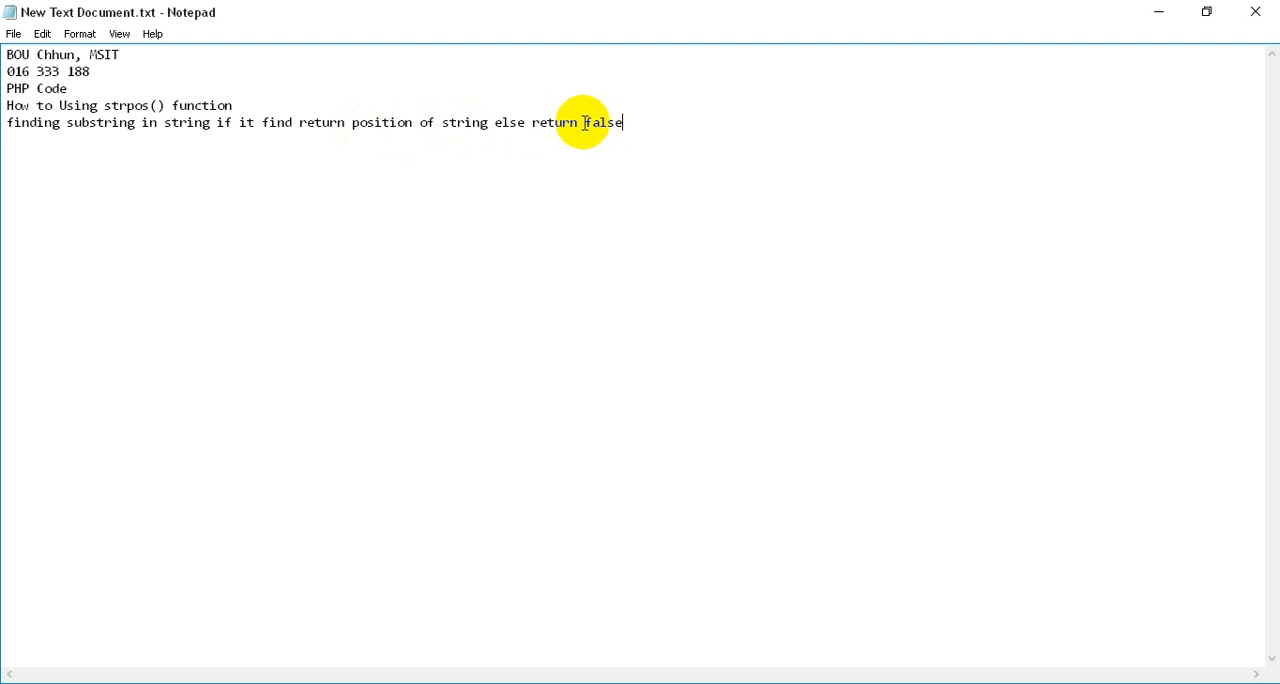 New Text Document.txt - Notepad
File Edit Format View Help
BOU Chhun, MSIT
016 333 188
PHP Code
How to Using strpos() function
finding substring in string if it find return position of string else return false